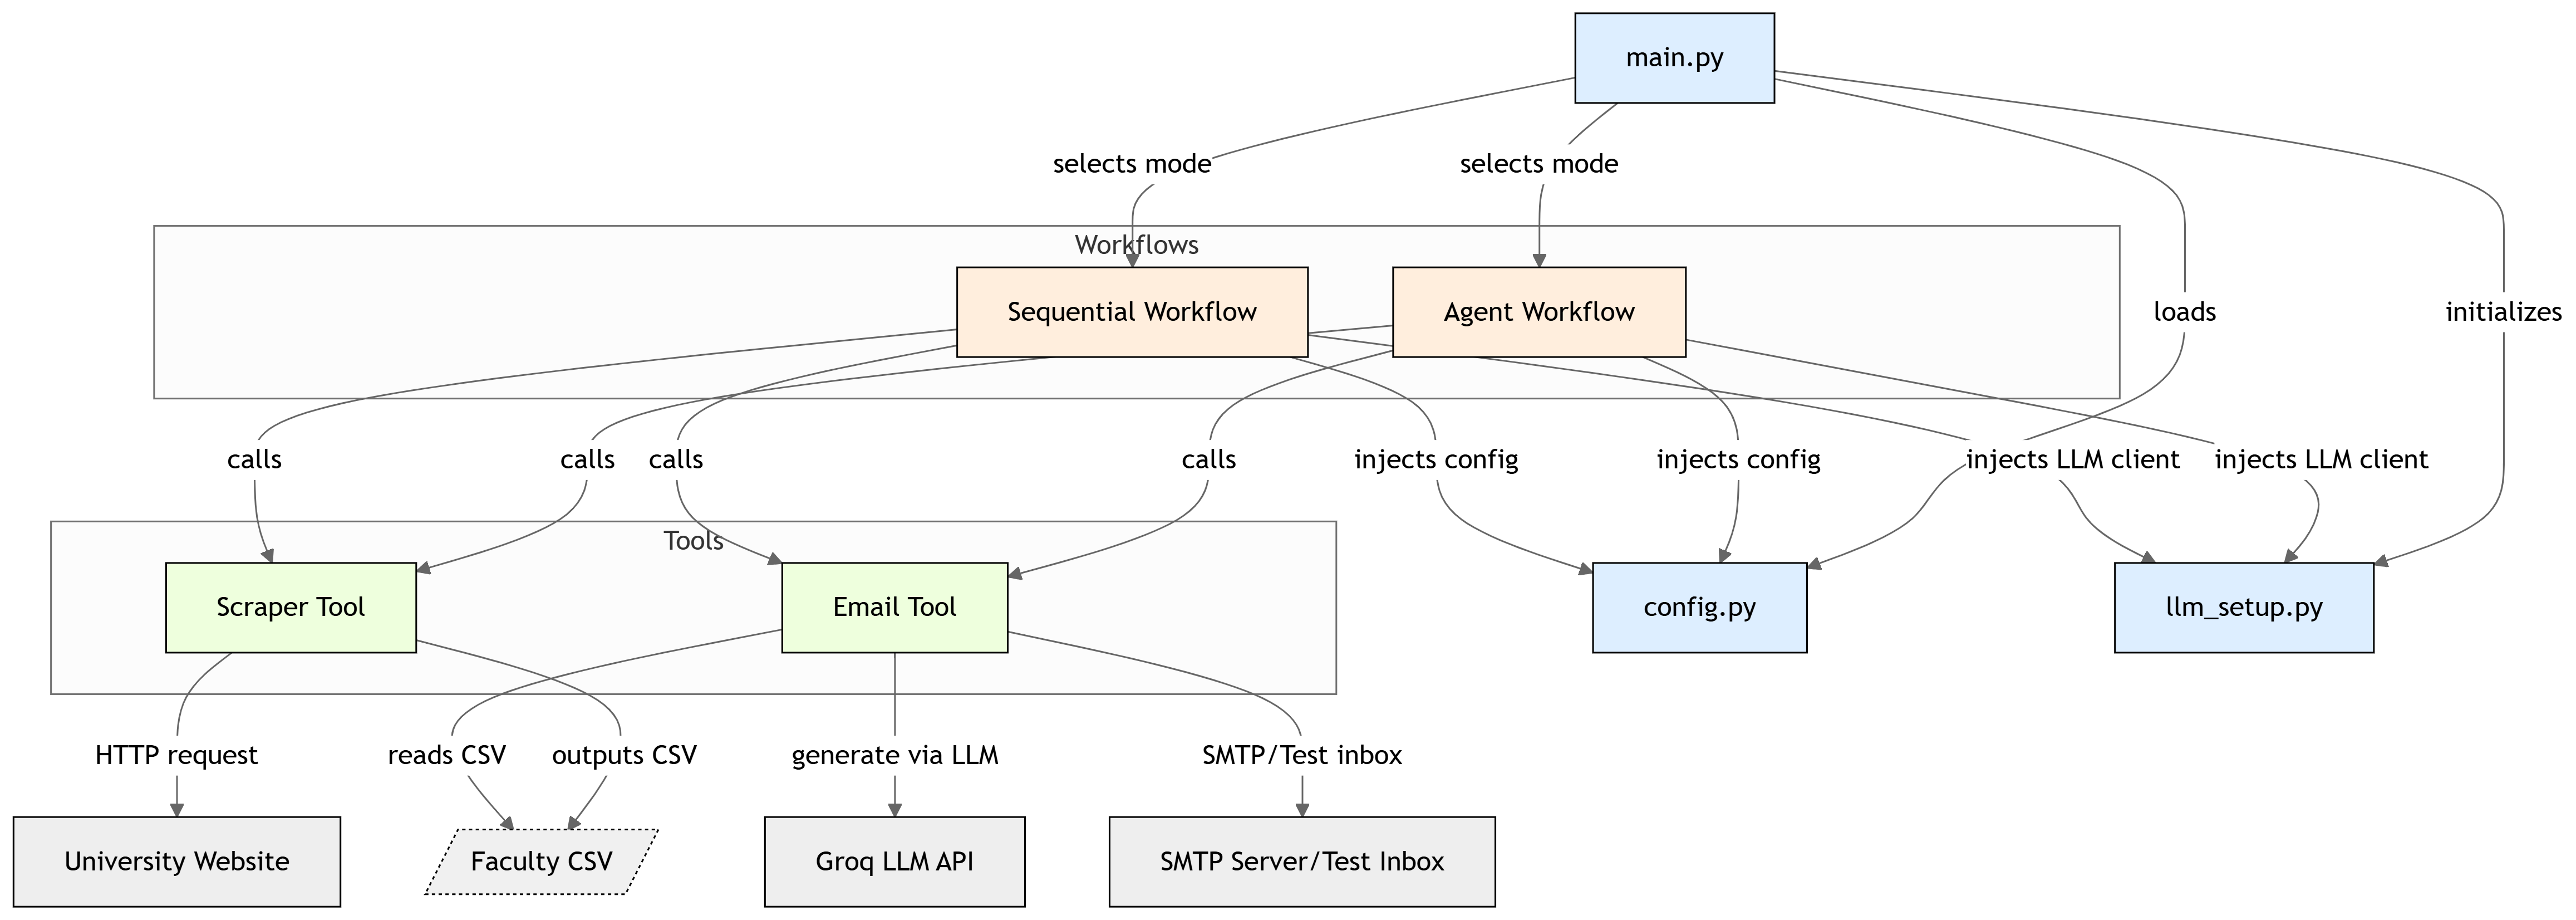 main.py
selects mode
selects mode
Workflows
Sequential Workflow
Agent Workflow
loads
initializes
calls
calls
calls
calls
injects config
injects config
injects LLM client
injects LLM client
Tools
Scraper Tool
Email Tool
config.py
llm_setup.py
HTTP request
reads CSV
outputs CSV
generate via LLM
SMTP/Test inbox
University Website
Faculty CSV
Groq LLM API
SMTP Server/Test Inbox